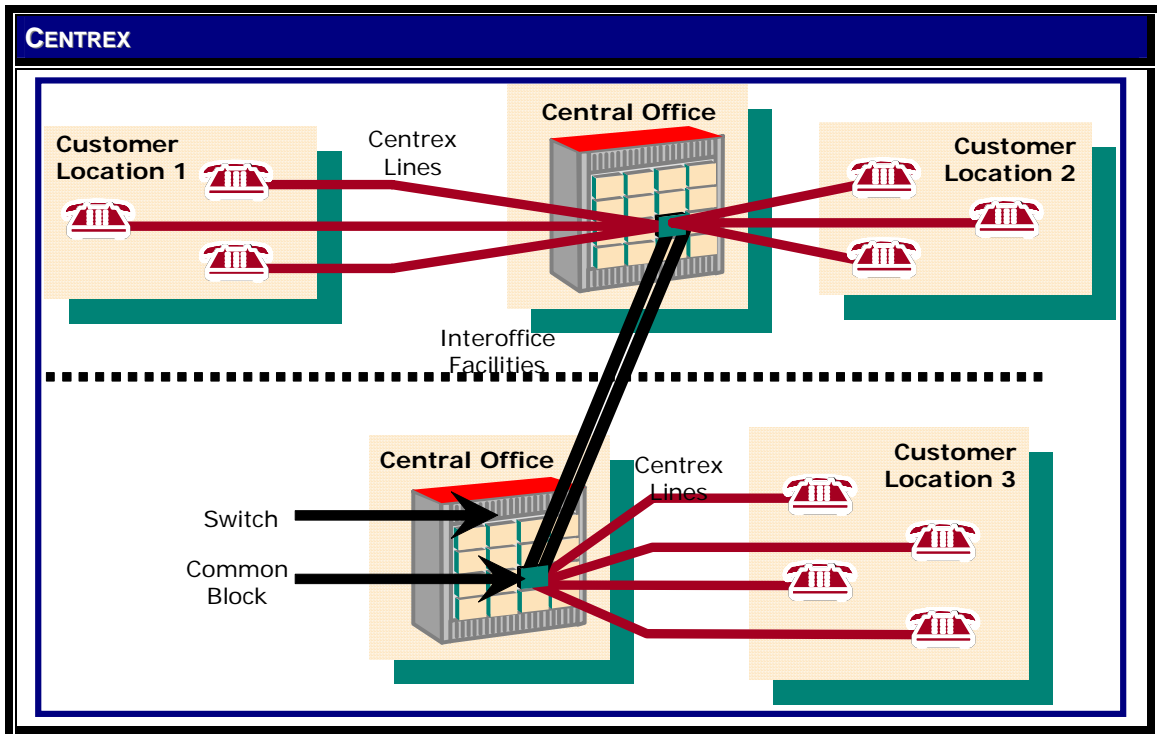 CENTREX
Central Office
Customer
Location 1
Centrex
Lines
Customer
Location 2
Interoffice
Facilities
Central Office
Customer
Location 3
Centrex
Lines
Switch
Common
Block